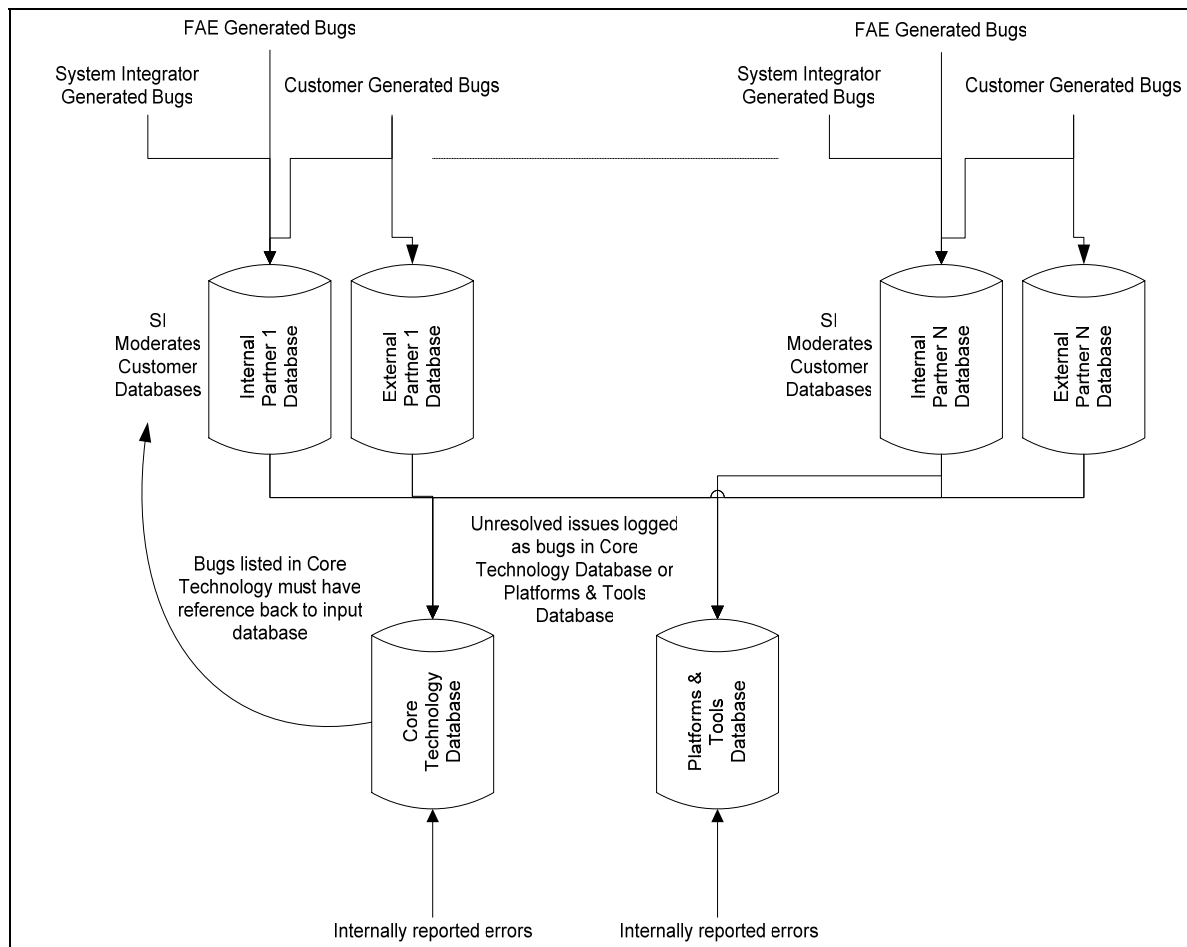 FAE Generated Bugs
System Integrator
Generated Bugs
Customer Generated Bugs
FAE Generated Bugs
System Integrator
Generated Bugs
Customer Generated Bugs
SI
Moderates
Customer
Databases
Internal
Partner 1
Database
External
Partner 1
Database
SI
Moderates
Customer
Databases
Internal
Partner N
Database
External
Partner N
Database
Bugs listed in Core
Technology must have
reference back to input
database
Unresolved issues logged
as bugs in Core
Technology Database or
Platforms & Tools
Database
Core
Technology
Database
Platforms &
Tools
Database
Internally reported errors
Internally reported errors